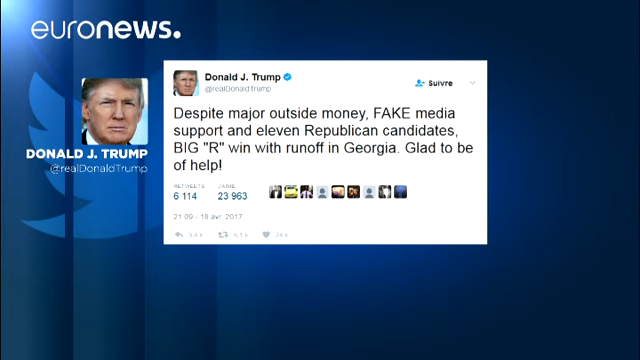 euronews.
Donald J. Trump
@realDonaldTrump
Suivre
Despite major outside money, FAKE media
support and eleven Republican candidates,
BIG "R" win with runoff in Georgia. Glad to be
of help!
RETWEETS
J'AIME
6 114
23 963
21:09 - 18 avr. 2017
24 k
DONALD J. TRUMP
@realDonaldTrump